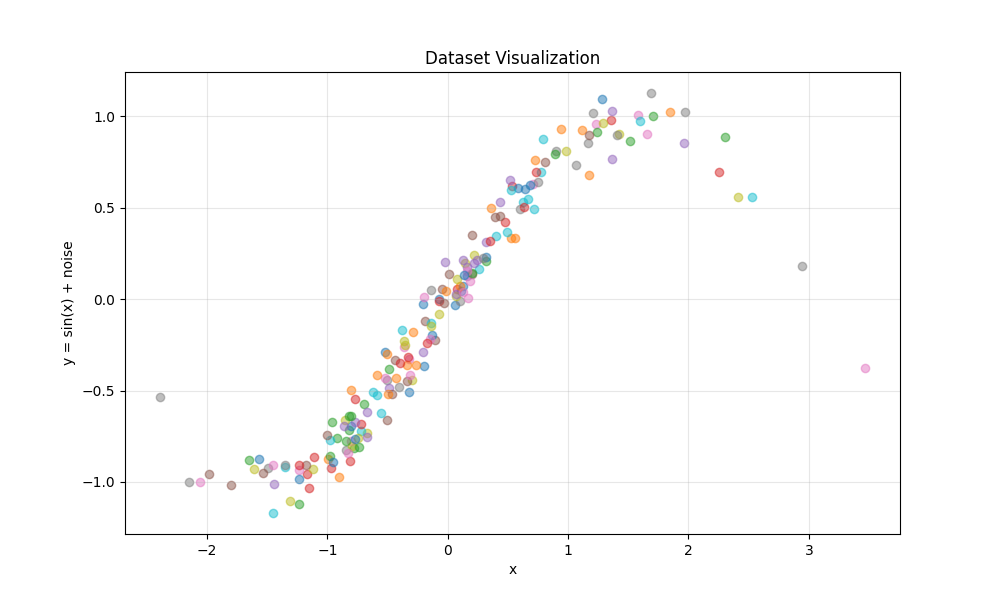 Dataset Visualization
y = sin(x) + noise
1.0
0.5
0.0
−0.5
−1.0
−2 −1 0 1 2 3
x